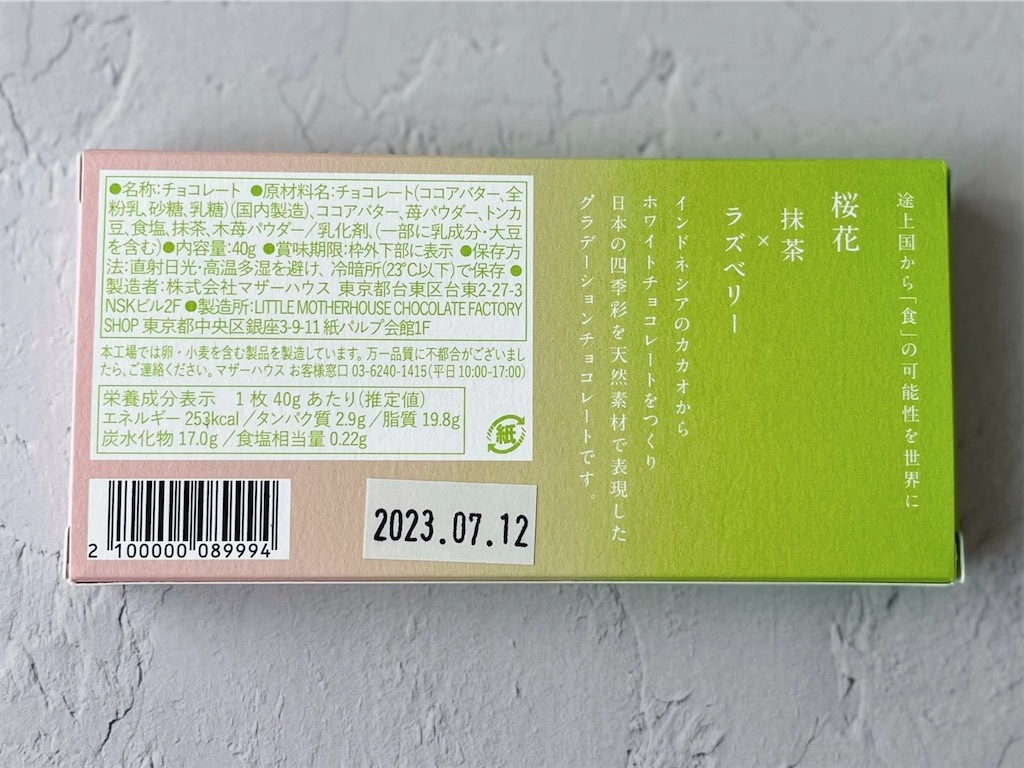 ●名称:チョコレート ●原材料名:チョコレート(ココアバター、全
粉乳、砂糖、乳糖)(国内製造)、ココアバター、苺パウダー、トンカ
豆、食塩、抹茶、木苺パウダー/乳化剤、(一部に乳成分・大豆
を含む)●内容量:40g ●賞味期限:枠外下部に表示 ●保存方
法:直射日光・高温多湿を避け、冷暗所(23℃以下)で保存 ●
製造者:株式会社マザーハウス 東京都台東区台東2-27-3
NSKビル2F ●製造所:LITTLE MOTHERHOUSE CHOCOLATE FACTORY
SHOP 東京都中央区銀座3-9-11 紙パルプ会館1F
本工場では卵・小麦を含む製品を製造しています。万一品質に不都合がございまし
たら、ご連絡ください。マザーハウス お客様窓口 03-6240-1415(平日10:00-17:00)
栄養成分表示 1枚40gあたり(推定値)
エネルギー 253kcal/タンパク質 2.9g/脂質 19.8g
炭水化物 17.0g/食塩相当量 0.22g
紙
2 100000 089994
2023.07.12
途上国から「食」の可能性を世界に
桜花
抹茶
×
ラズベリー
インドネシアのカカオから
ホワイトチョコレートをつくり
日本の四季彩を天然素材で表現した
グラデーションチョコレートです。